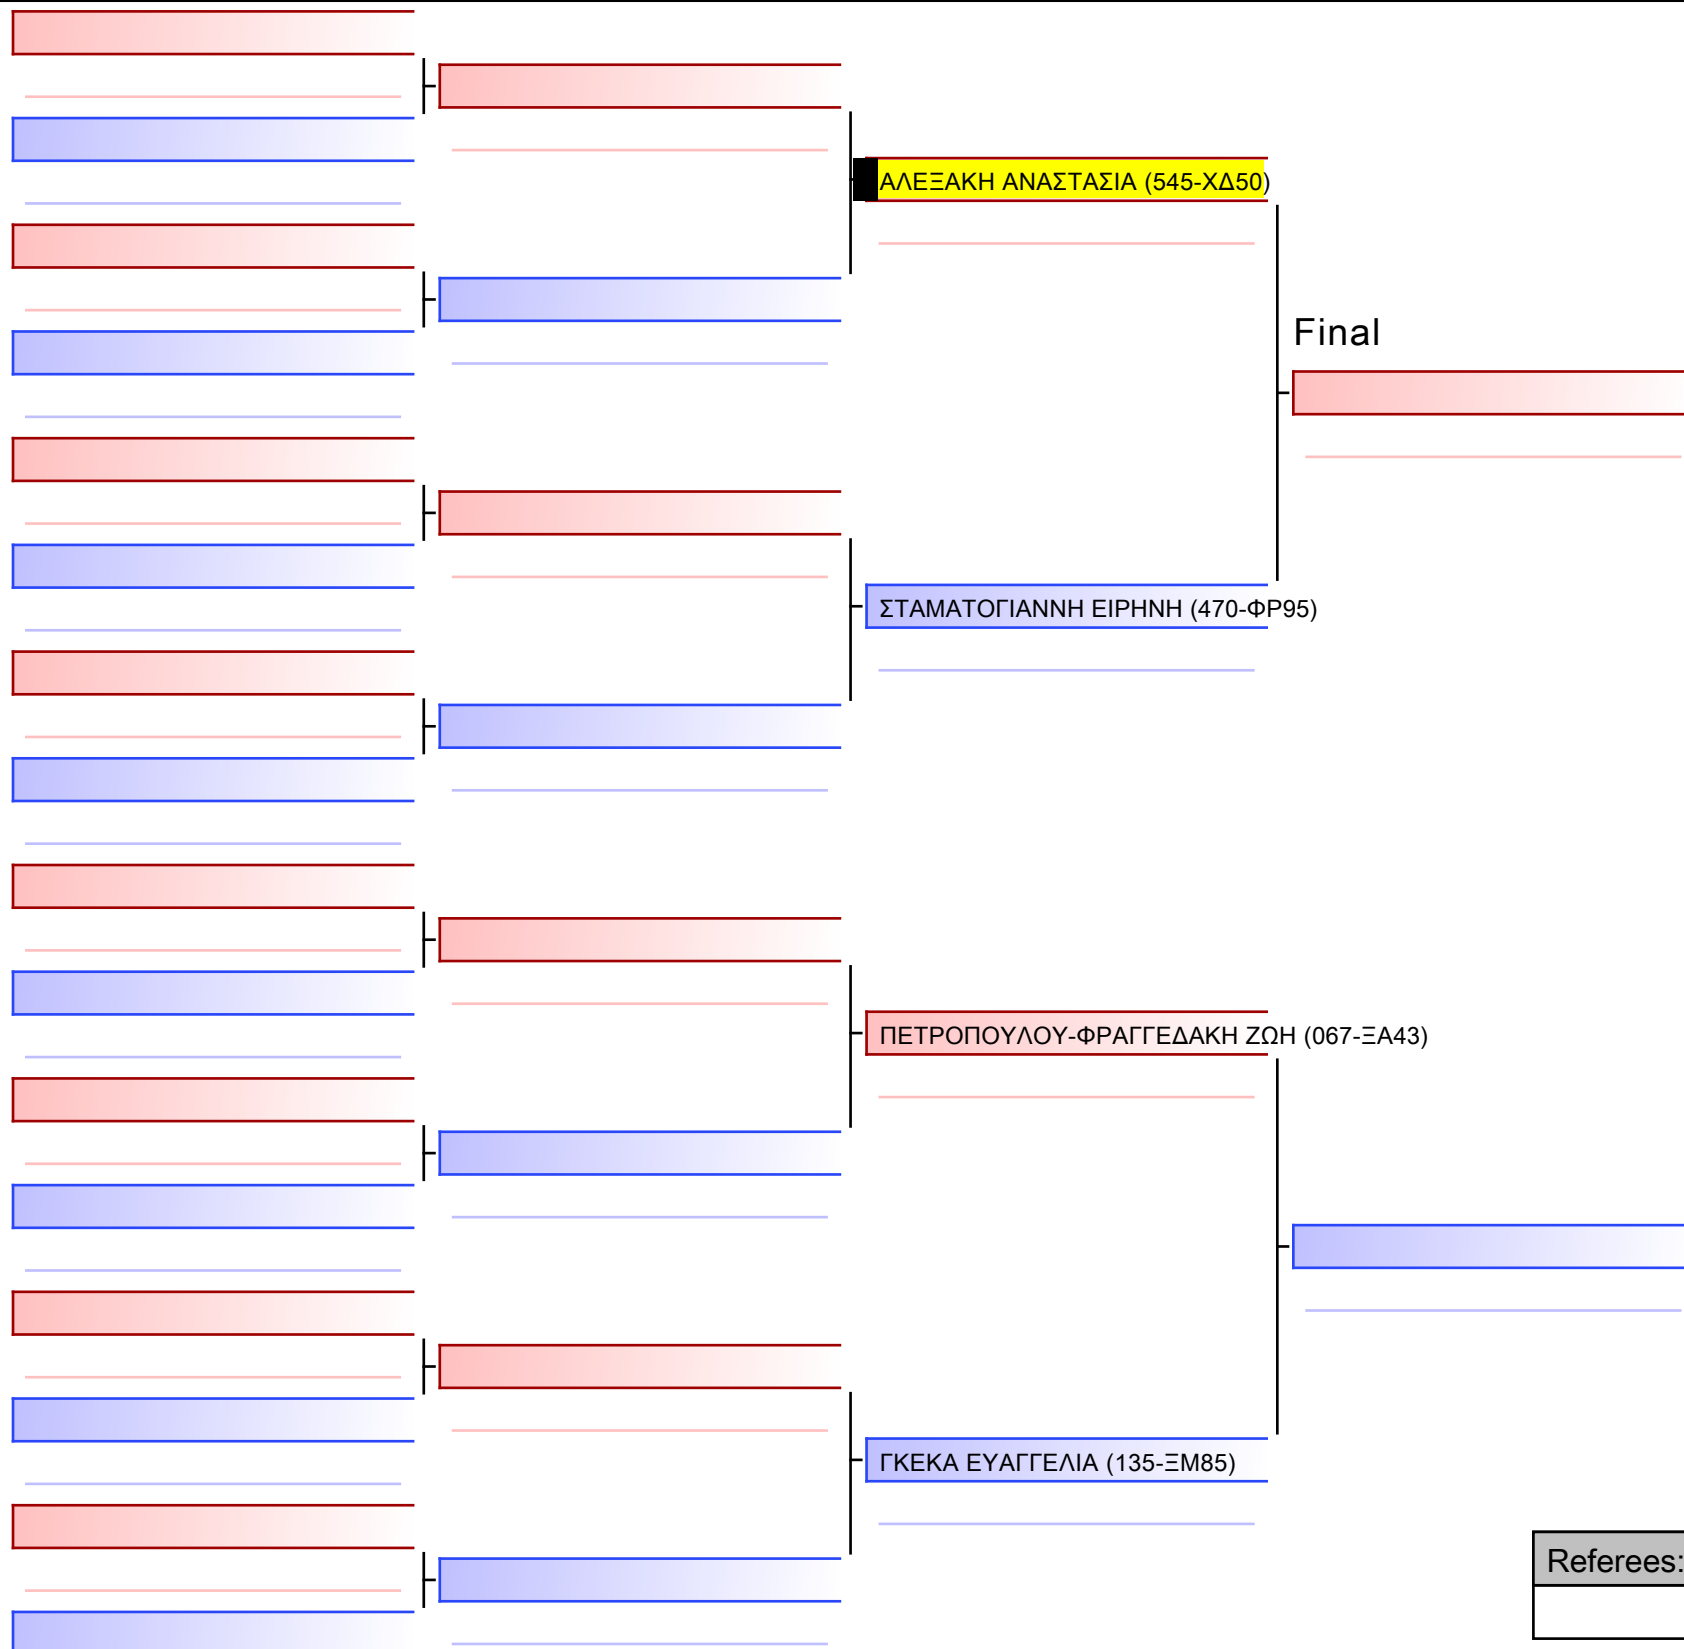 ΑΛΕΞΑΚΗ ΑΝΑΣΤΑΣΙΑ (545-ΧΔ50)
Final
ΣΤΑΜΑΤΟΓΙΑΝΝΗ ΕΙΡΗΝΗ (470-ΦΡ95)
ΠΕΤΡΟΠΟΥΛΟΥ-ΦΡΑΓΓΕΔΑΚΗ ΖΩΗ (067-ΞΑ43)
ΓΚΕΚΑ ΕΥΑΓΓΕΛΙΑ (135-ΞΜ85)
Referees: